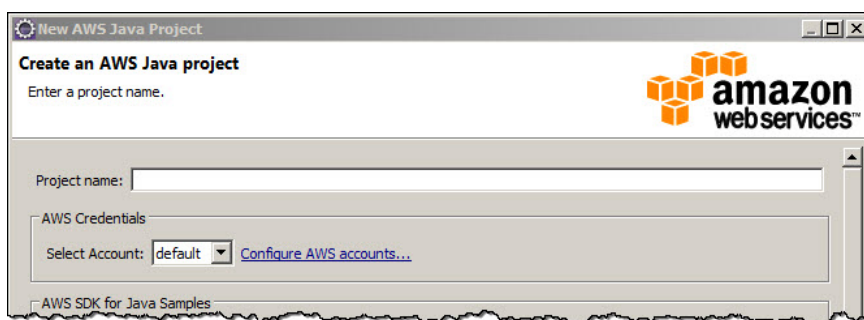 New AWS Java Project
Create an AWS Java project
Enter a project name.
amazon
webservices™
Project name:
AWS Credentials
Select Account: default Configure AWS accounts...
AWS SDK for Java Samples